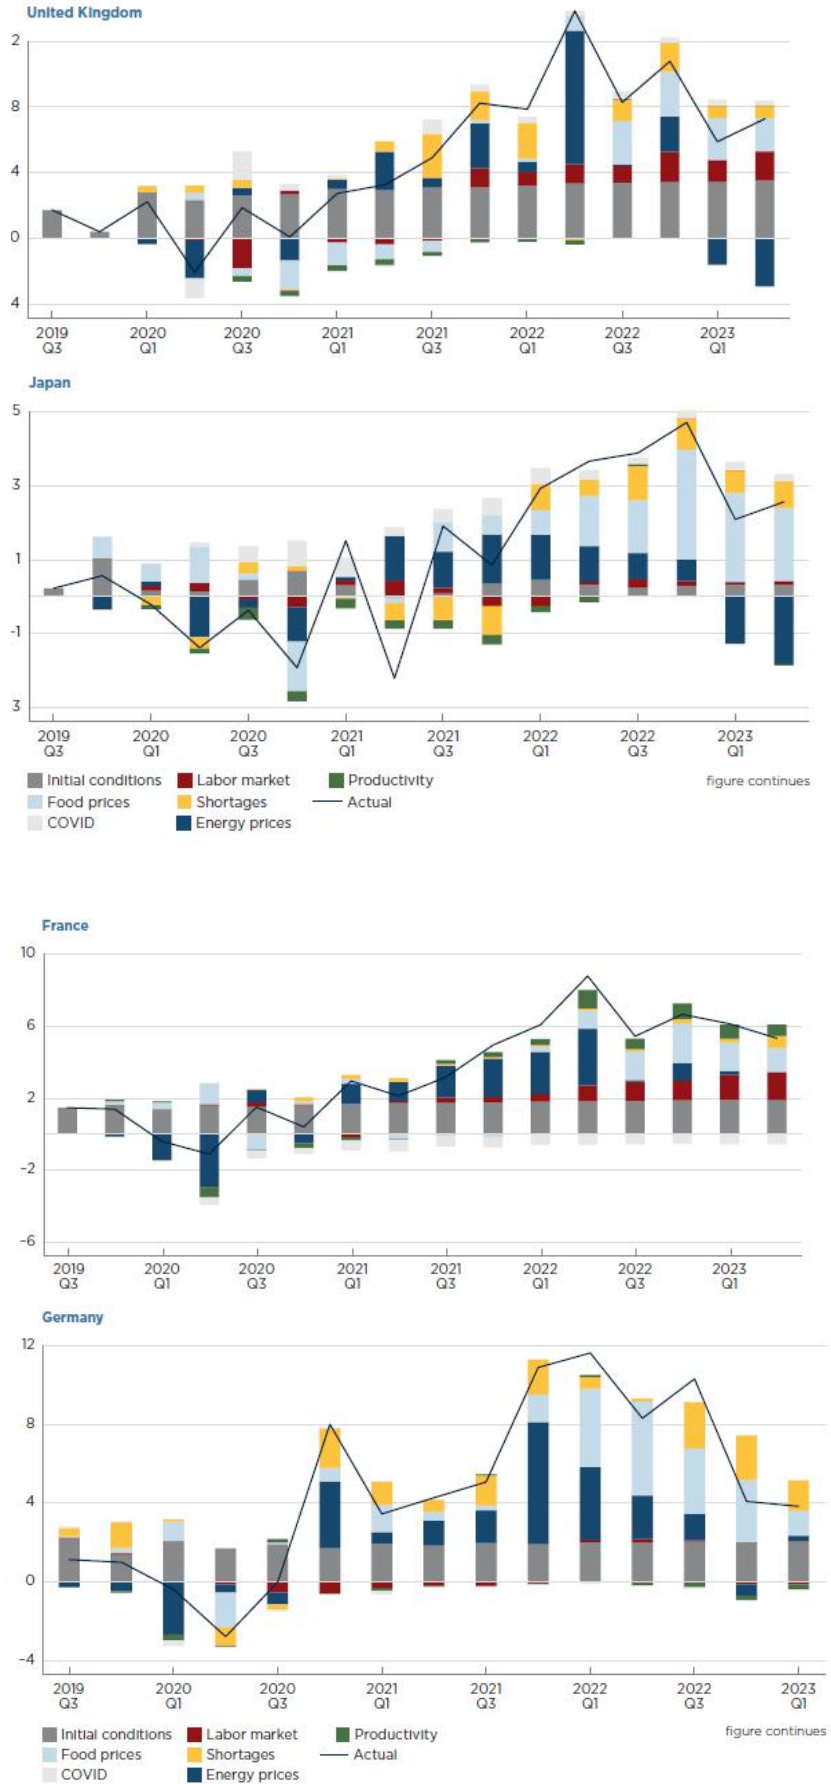 United Kingdom
2
8
4
0
4
2019 2020 2020 2021 2021 2022 2022 2023
Q3 Q1 Q3 Q1 Q3 Q1 Q3 Q1
Japan
5
3
1
-1
3
2019 2020 2020 2021 2021 2022 2022 2023
Q3 Q1 Q3 Q1 Q3 Q1 Q3 Q1
Initial conditions Labor market Productivity figure continues
Food prices Shortages Actual
COVID Energy prices
France
10
6
2
−2
−6
2019 2020 2020 2021 2021 2022 2022 2023
Q3 Q1 Q3 Q1 Q3 Q1 Q3 Q1
Germany
12
8
4
0
−4
2019 2020 2020 2021 2021 2022 2022 2023
Q3 Q1 Q3 Q1 Q3 Q1 Q3 Q1
Initial conditions Labor market Productivity figure continues
Food prices Shortages Actual
COVID Energy prices